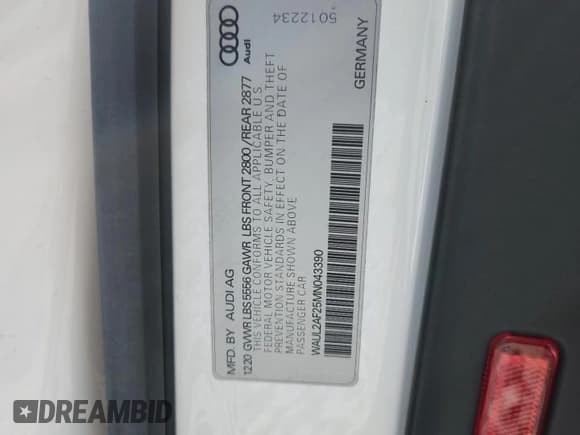 MFD. BY AUDI AG
12.20 GVWR LBS 5556 GAWR LBS FRONT 2800 / REAR 2877
THIS VEHICLE CONFORMS TO ALL APPLICABLE U.S
FEDERAL MOTOR VEHICLE SAFETY, BUMPER AND THEFT
PREVENTION STANDARDS IN EFFECT ON THE DATE OF
MANUFACTURE SHOWN ABOVE
PASSENGER CAR
WAUL2AF25MN043390
GERMANY
Audi
5012234
DREAMBID